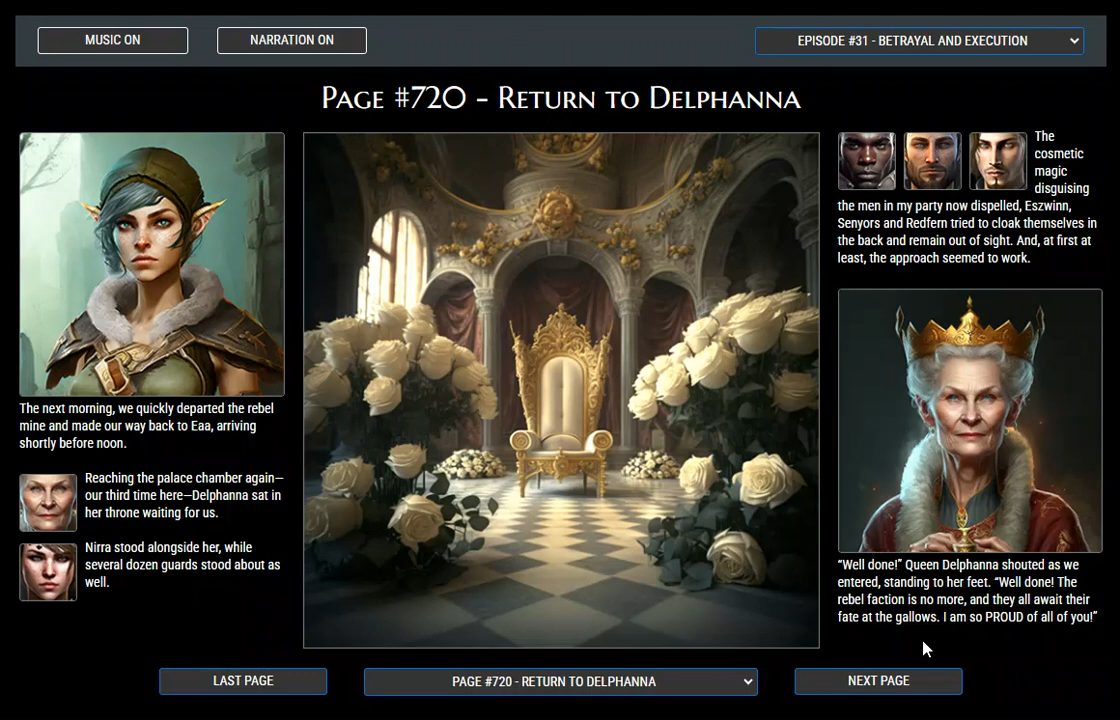 MUSIC ON
NARRATION ON
EPISODE #31 - BETRAYAL AND EXECUTION
Page #720 - Return to Delphanna
The next morning, we quickly departed the rebel
mine and made our way back to Eaa, arriving
shortly before noon.
Reaching the palace chamber again—
our third time here—Delphanna sat in
her throne waiting for us.
Nirra stood alongside her, while
several dozen guards stood about as
well.
The
cosmetic
magic
disguising
the men in my party now dispelled, Eszwinn,
Senyors and Redfern tried to cloak themselves in
the back and remain out of sight. And, at first at
least, the approach seemed to work.
“Well done!” Queen Delphanna shouted as we
entered, standing to her feet. “Well done! The
rebel faction is no more, and they all await their
fate at the gallows. I am so PROUD of all of you!”
LAST PAGE
PAGE #720 - RETURN TO DELPHANNA
NEXT PAGE